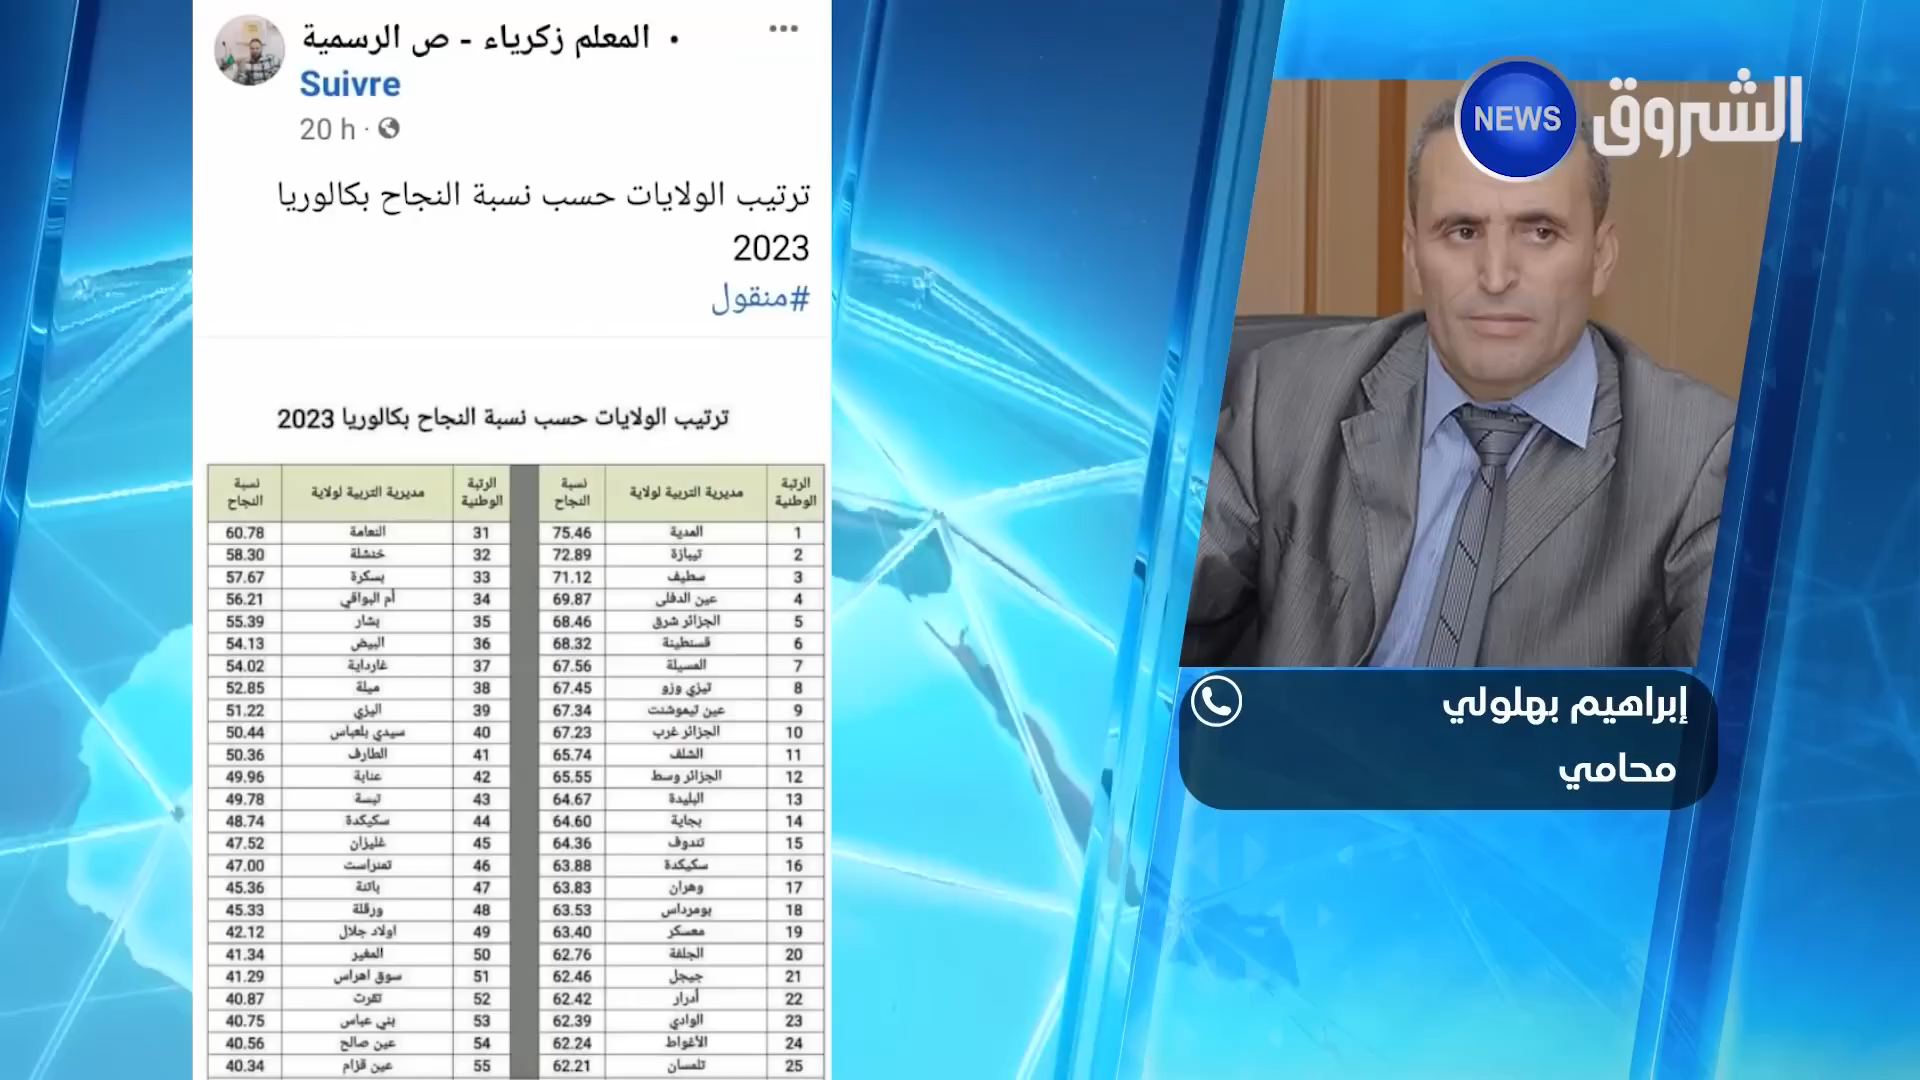 المعلم زكرياء - ص الرسمية •
Suivre
20 h ·
ترتيب الولايات حسب نسبة النجاح بكالوريا
2023
#منقول
ترتيب الولايات حسب نسبة النجاح بكالوريا 2023
الرتبة الوطنية مديرية التربية لولاية نسبة النجاح الرتبة الوطنية مديرية التربية لولاية نسبة النجاح
1 المدية 75.46 31 النعامة 60.78
2 تيبازة 72.89 32 خنشلة 58.30
3 سطيف 71.12 33 بسكرة 57.67
4 عين الدفلى 69.87 34 أم البواقي 56.21
5 الجزائر شرق 68.46 35 بشار 55.39
6 قسنطينة 68.32 36 البيض 54.13
7 المسيلة 67.56 37 غارداية 54.02
8 تيزي وزو 67.45 38 ميلة 52.85
9 عين تيموشنت 67.34 39 اليزي 51.22
10 الجزائر غرب 67.23 40 سيدي بلعباس 50.44
11 الشلف 65.74 41 الطارف 50.36
12 الجزائر وسط 65.55 42 عنابة 49.96
13 البليدة 64.67 43 تبسة 49.78
14 بجاية 64.60 44 سكيكدة 48.74
15 تندوف 64.36 45 غليزان 47.52
16 سكيكدة 63.88 46 تمنراست 47.00
17 وهران 63.83 47 باتنة 45.36
18 بومرداس 63.53 48 ورقلة 45.33
19 معسكر 63.40 49 اولاد جلال 42.12
20 الجلفة 62.76 50 المغير 41.34
21 جيجل 62.46 51 سوق اهراس 41.29
22 أدرار 62.42 52 تقرت 40.87
23 الوادي 62.39 53 بني عباس 40.75
24 الأغواط 62.24 54 عين صالح 40.56
25 تلمسان 62.21 55 عين قزام 40.34
الشروق NEWS
إبراهيم بهلولي
محامي